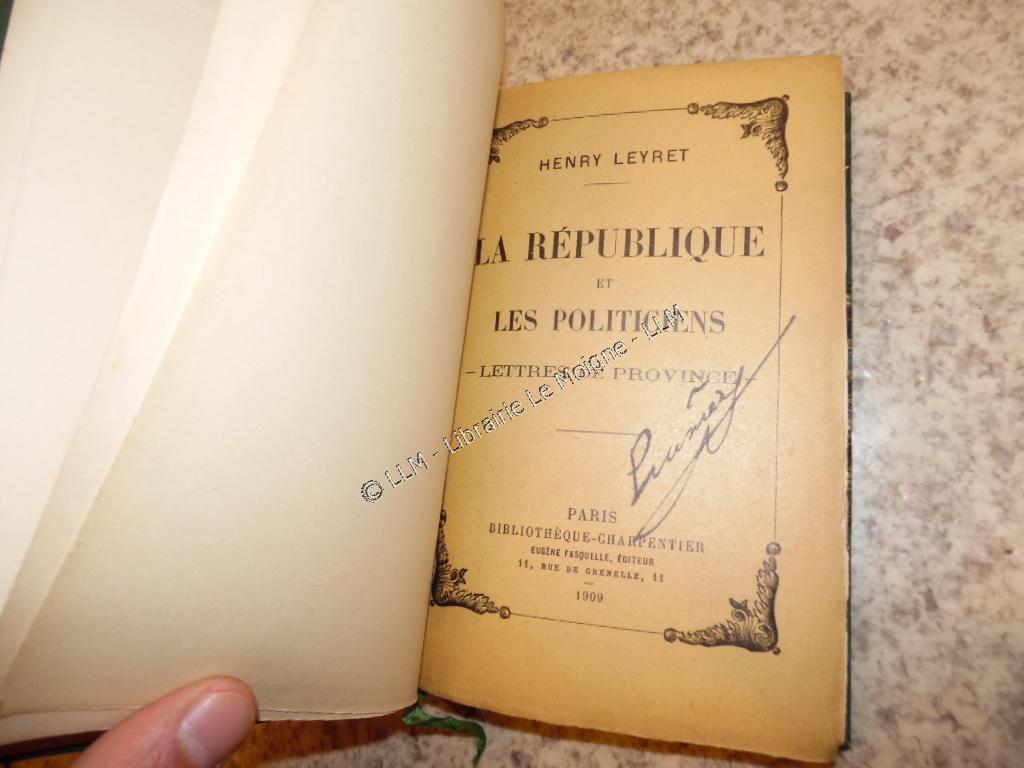 HENRY LEYRET
LA RÉPUBLIQUE
ET
LES POLITICIENS
- LETTRES DE PROVINCE -
PARIS
BIBLIOTHÈQUE-CHARPENTIER
EUGÈNE FASQUELLE, ÉDITEUR
11, RUE DE GRENELLE, 11
1909
© LLM - Librairie Le Moigne - LLM